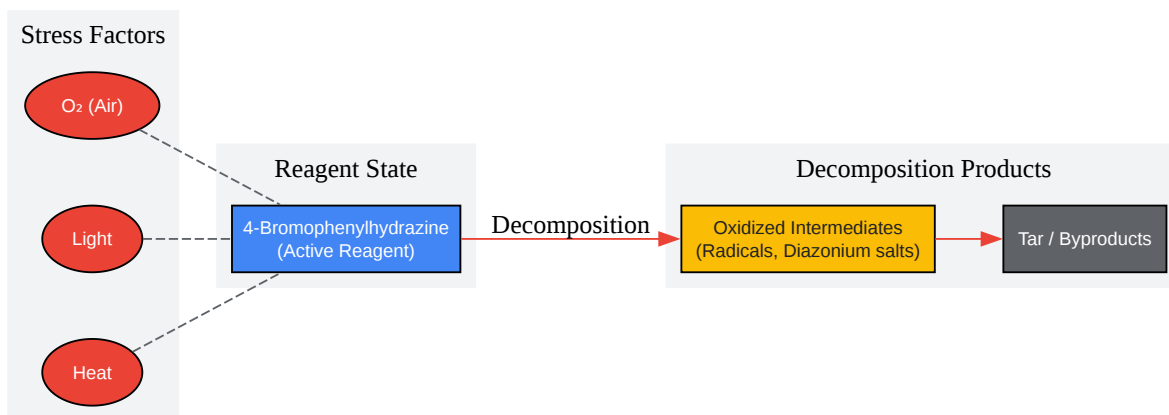 Stress Factors
O₂ (Air)
Light
Heat
Reagent State
4-Bromophenylhydrazine
(Active Reagent)
Decomposition
Decomposition Products
Oxidized Intermediates
(Radicals, Diazonium salts)
Tar / Byproducts